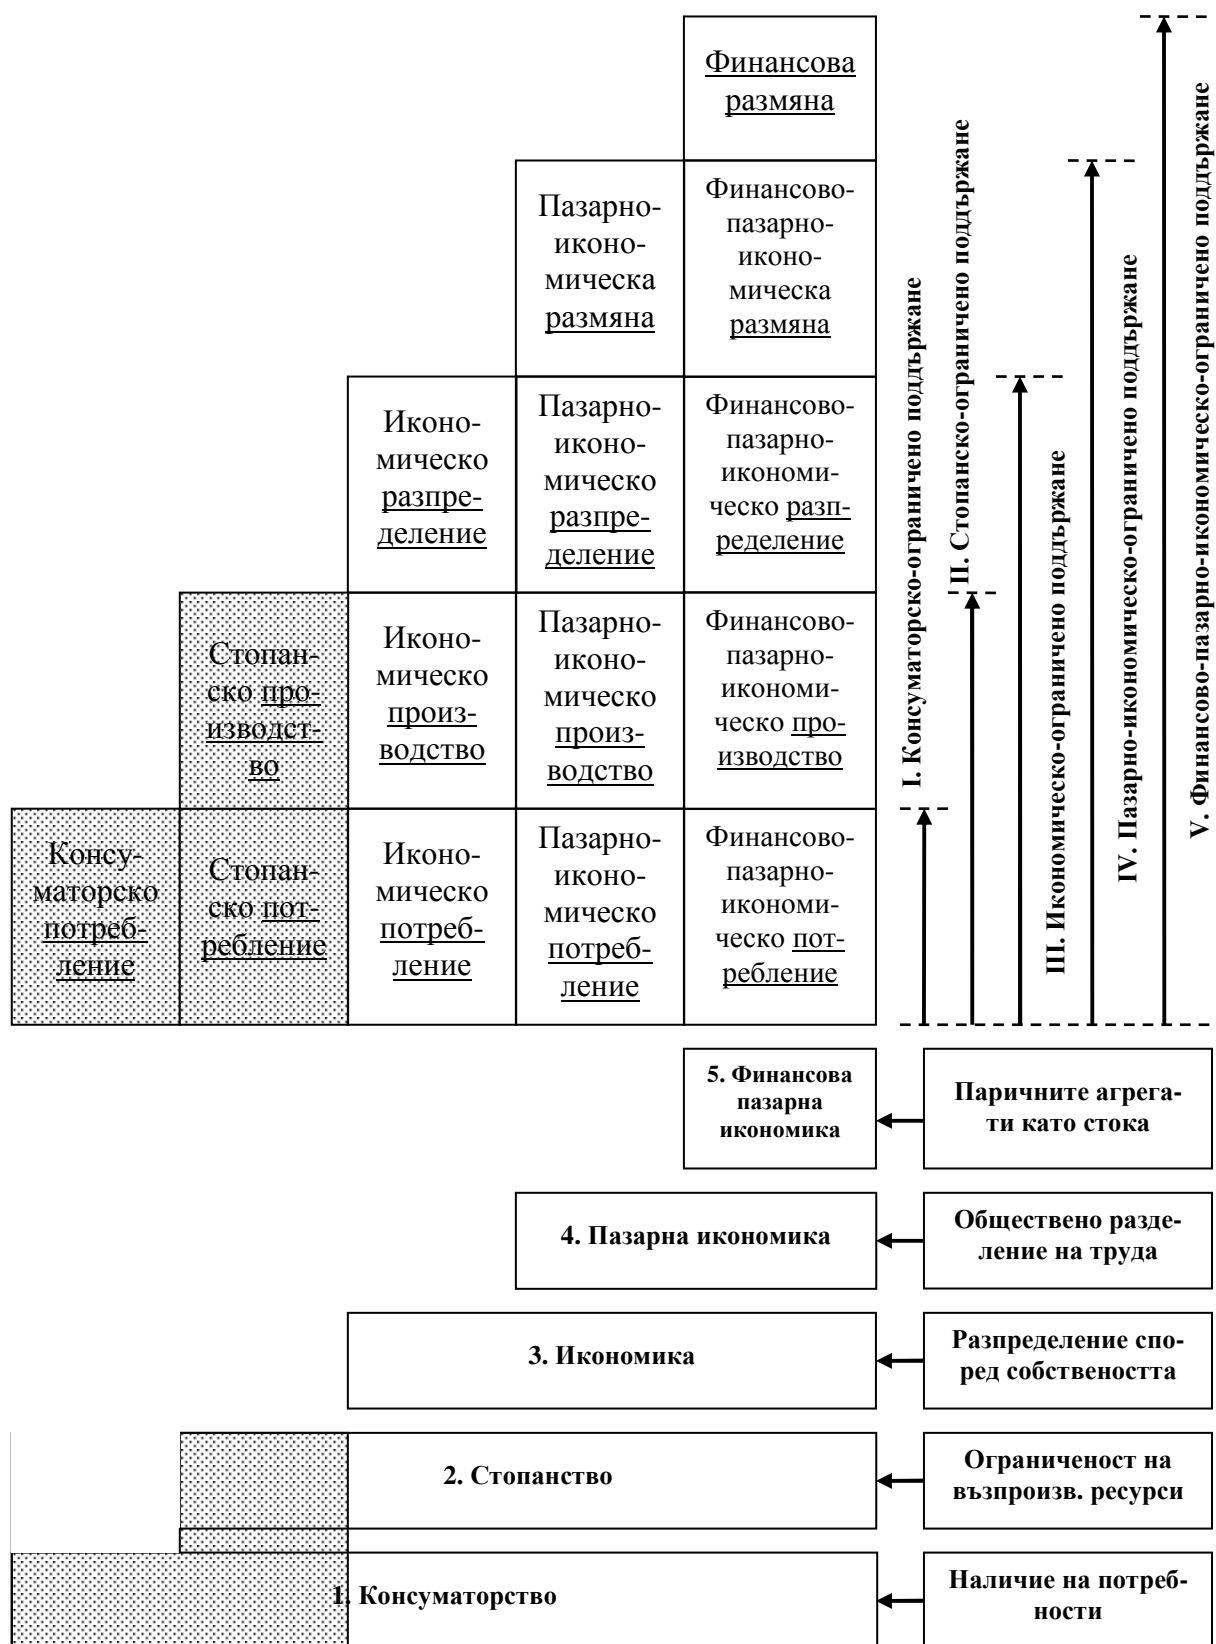 Финансова
размяна
Пазарно-
иконо-
мическа
размяна
Финансово-
пазарно-
иконо-
мическа
размяна
Иконо-
мическо
разпре-
деление
Пазарно-
иконо-
мическо
разпре-
деление
Финансово-
пазарно-
икономи-
ческо разп-
ределение
Стопан-
ско про-
изводст-
во
Иконо-
мическо
произ-
водство
Пазарно-
иконо-
мическо
произ-
водство
Финансово-
пазарно-
икономи-
ческо про-
изводство
Консу-
маторско
потреб-
ление
Стопан-
ско пот-
ребление
Иконо-
мическо
потреб-
ление
Пазарно-
иконо-
мическо
потреб-
ление
Финансово-
пазарно-
икономи-
ческо пот-
ребление
I. Консуматорско-ограничено поддържане
II. Стопанско-ограничено поддържане
III. Икономическо-ограничено поддържане
IV. Пазарно-икономическо-ограничено поддържане
V. Финансово-пазарно-икономическо-ограничено поддържане
5. Финансова
пазарна
икономика
Паричните агрега-
ти като стока
4. Пазарна икономика
Обществено разде-
ление на труда
3. Икономика
Разпределение спо-
ред собствеността
2. Стопанство
Ограниченост на
възпроизв. ресурси
1. Консуматорство
Наличие на потреб-
ности